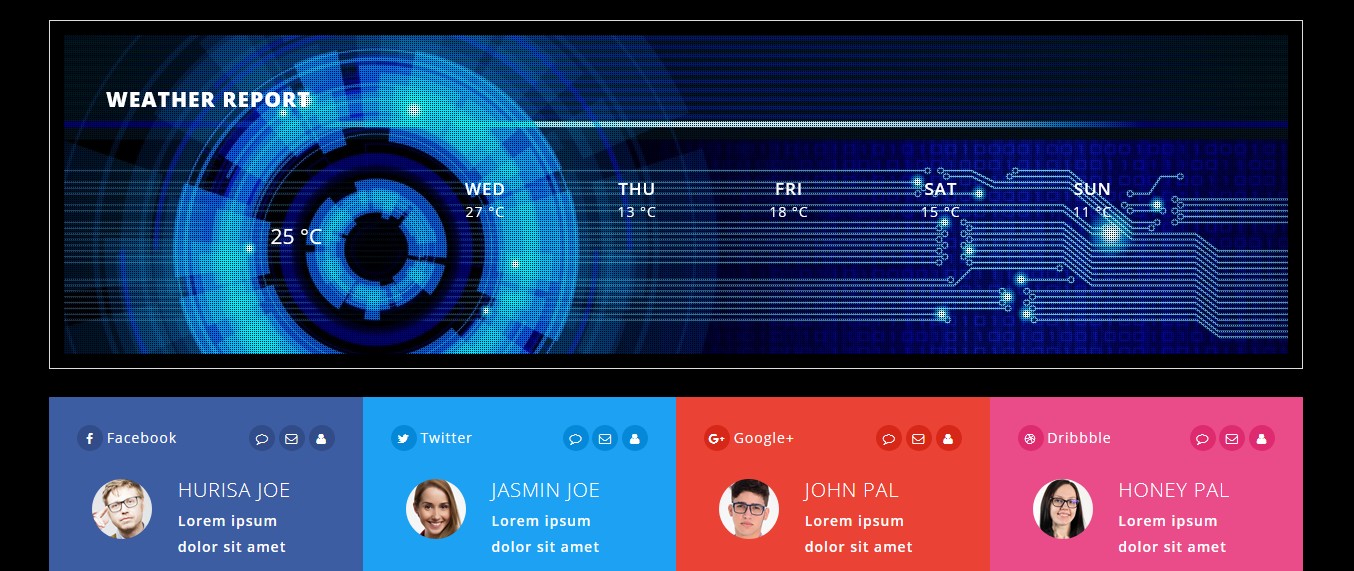 WEATHER REPORT
WED THU FRI SAT SUN
27 °C 13 °C 18 °C 15 °C 11 °C
25 °C
Facebook Twitter Google+ Dribbble
HURISA JOE JASMIN JOE JOHN PAL HONEY PAL
Lorem ipsum Lorem ipsum Lorem ipsum Lorem ipsum
dolor sit amet dolor sit amet dolor sit amet dolor sit amet